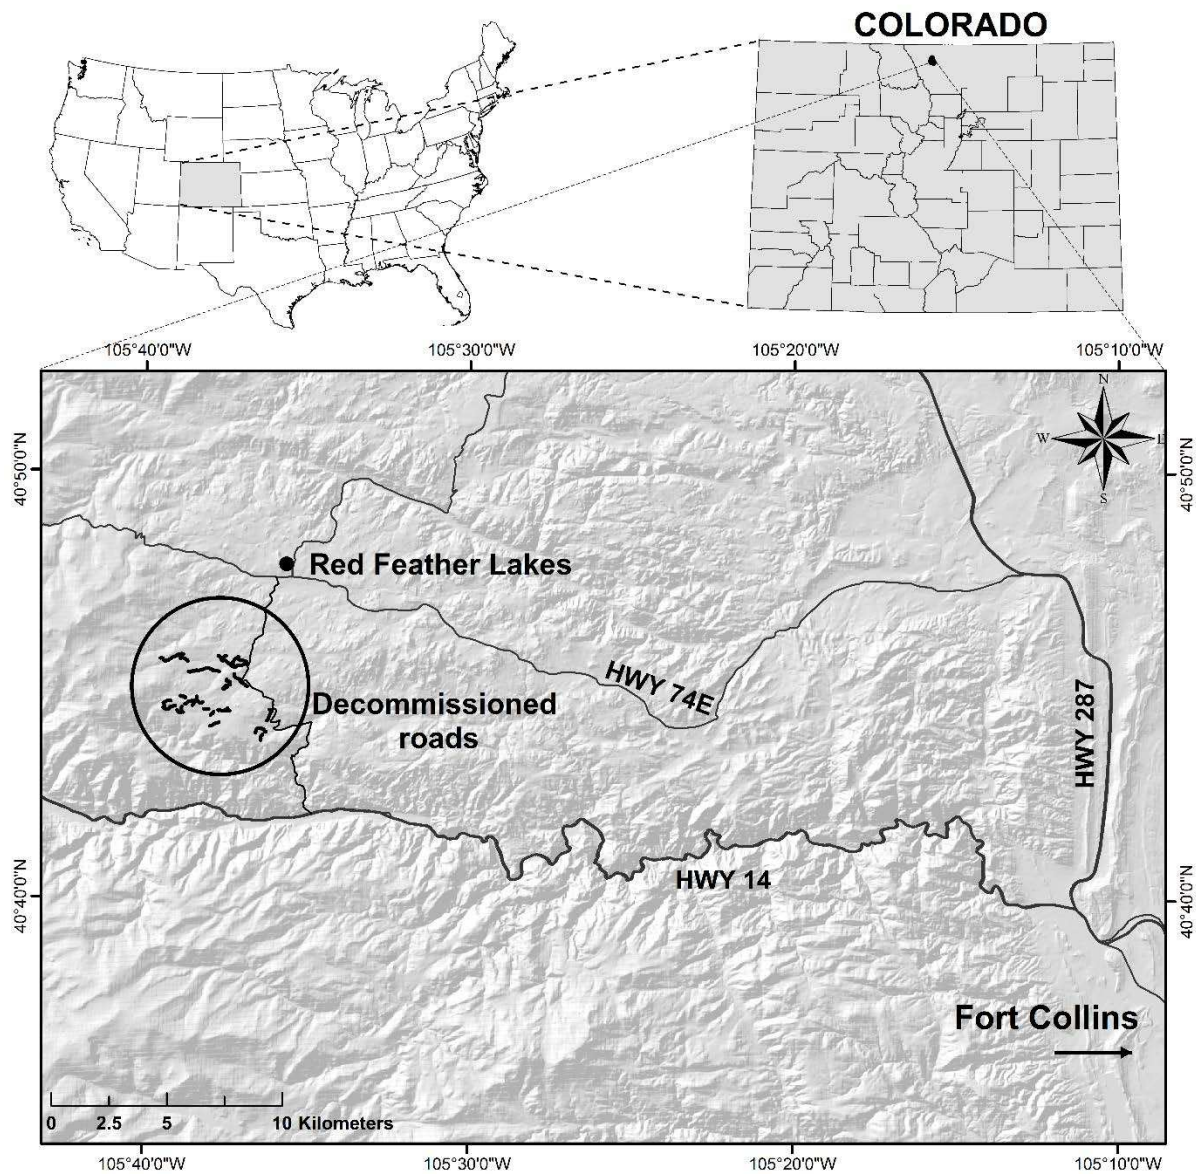 COLORADO
105°40'0"W
105°30'0"W
105°20'0"W
105°10'0"W
N
W
E
S
40°50'0"N
40°50'0"N
Red Feather Lakes
HWY 74E
Decommissioned
roads
HWY 287
HWY 14
40°40'0"N
40°40'0"N
Fort Collins
0 2.5 5 10 Kilometers
105°40'0"W
105°30'0"W
105°20'0"W
105°10'0"W